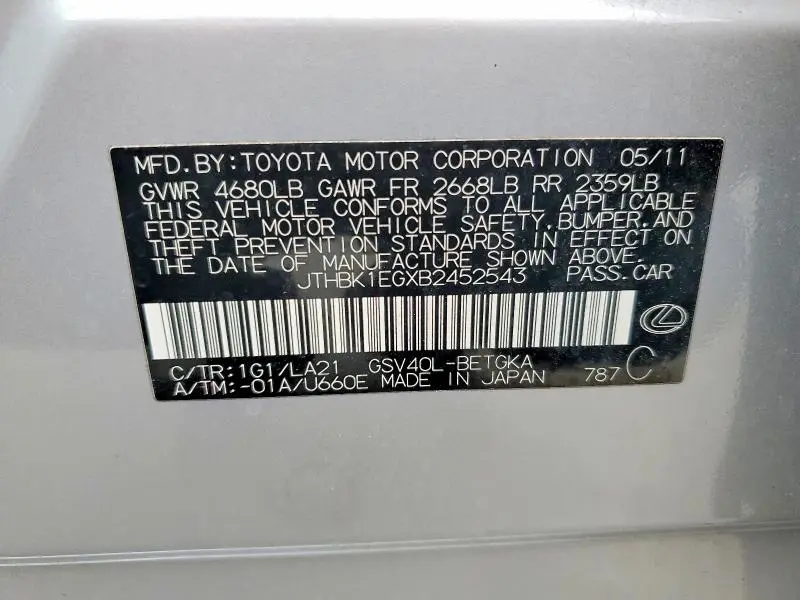 MFD.BY:TOYOTA MOTOR CORPORATION 05/11
GVWR 4680LB GAWR FR 2668LB RR 2359LB
THIS VEHICLE CONFORMS TO ALL APPLICABLE
FEDERAL MOTOR VEHICLE SAFETY,BUMPER,AND
THEFT PREVENTION STANDARDS IN EFFECT ON
THE DATE OF MANUFACTURE SHOWN ABOVE.
JTHBK1EGXB2452543 PASS.CAR
C/TR:1G1/LA21 GSV40L-BETGKA
A/TM:-01A/U660E MADE IN JAPAN 787 C